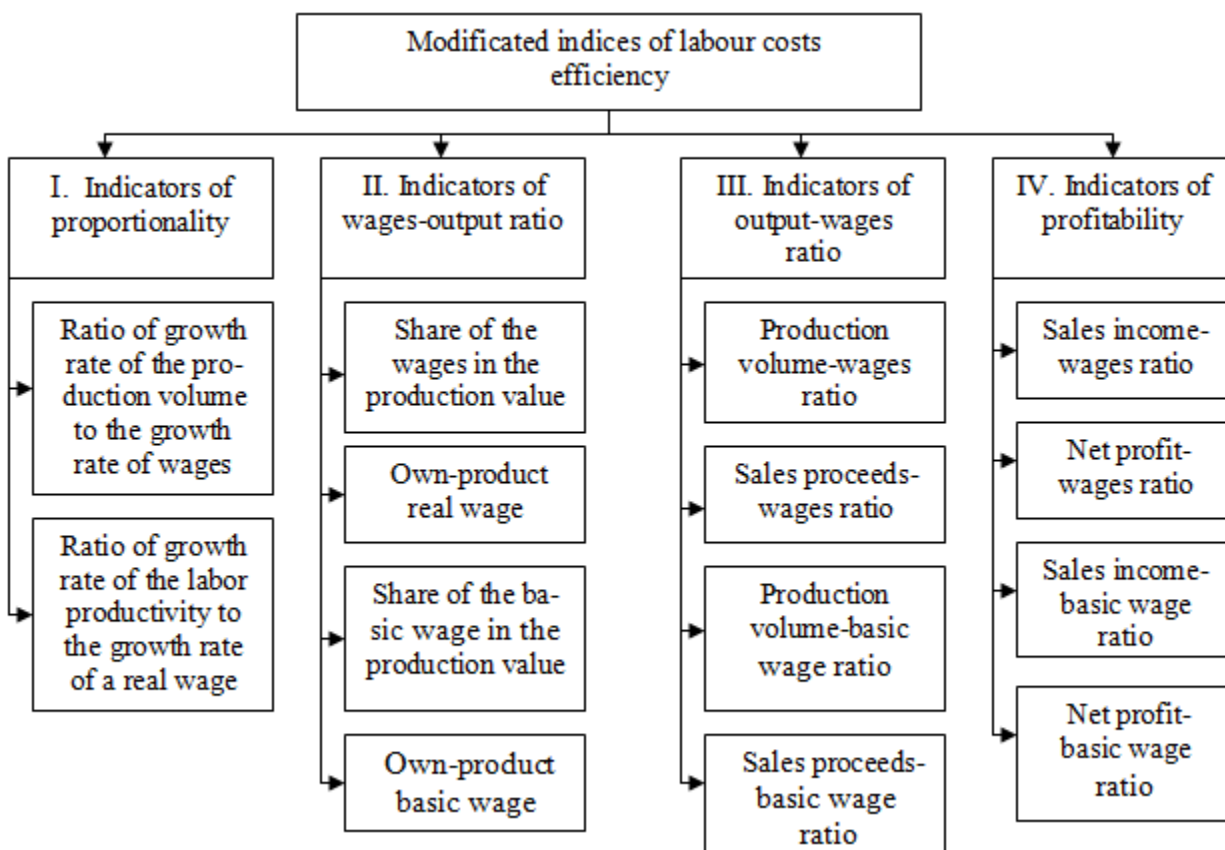 Modificated indices of labour costs
efficiency
I. Indicators of
proportionality
Ratio of growth
rate of the pro-
duction volume
to the growth
rate of wages
Ratio of growth
rate of the labor
productivity to
the growth rate
of a real wage
II. Indicators of
wages-output ratio
Share of the
wages in the
production value
Own-product
real wage
Share of the ba-
sic wage in the
production value
Own-product
basic wage
III. Indicators of
output-wages
ratio
Production
volume-wages
ratio
Sales proceeds-
wages ratio
Production
volume-basic
wage ratio
Sales proceeds-
basic wage
ratio
IV. Indicators of
profitability
Sales income-
wages ratio
Net profit-
wages ratio
Sales income-
basic wage
ratio
Net profit-
basic wage
ratio